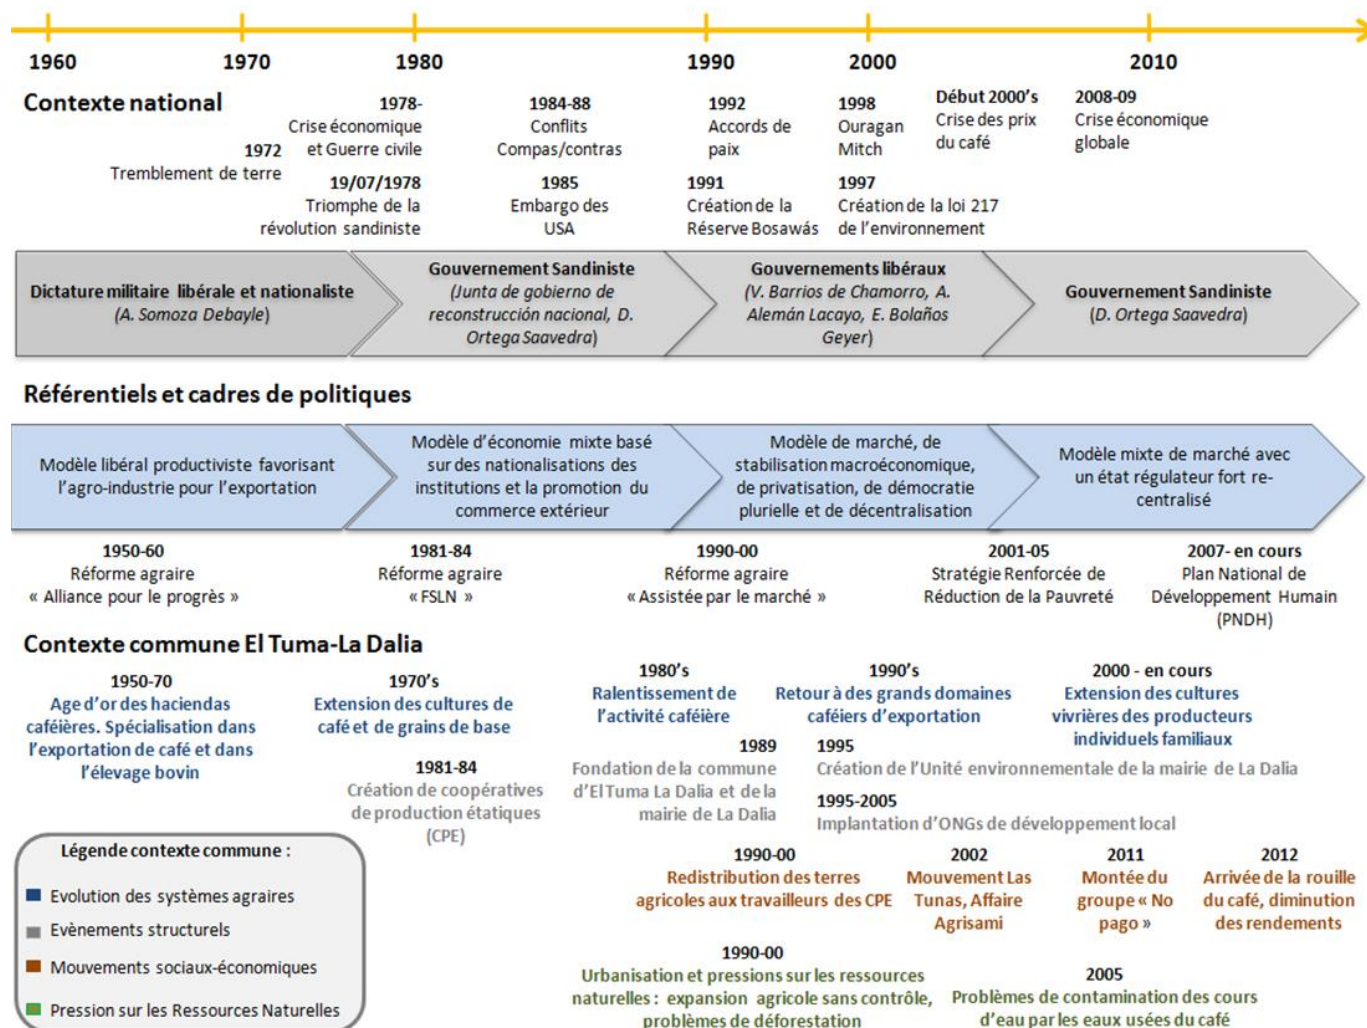 1960
1970
1980
1990
2000
2010
Contexte national
1972
Tremblement de terre
1978-
Crise économique
et Guerre civile
19/07/1978
Triomphe de la
révolution sandiniste
1984-88
Conflits
Compas/contras
1985
Embargo des
USA
1992
Accords de
paix
1991
Création de la
Réserve Bosawás
1998
Ouragan
Mitch
1997
Création de la loi 217
de l'environnement
Début 2000's
Crise des prix
du café
2008-09
Crise économique
globale
Dictature militaire libérale et nationaliste
(A. Somoza Debayle)
Gouvernement Sandiniste
(Junta de gobierno de
reconstrucción nacional, D.
Ortega Saavedra)
Gouvernements libéraux
(V. Barrios de Chamorro, A.
Alemán Lacayo, E. Bolaños
Geyer)
Gouvernement Sandiniste
(D. Ortega Saavedra)
Référentiels et cadres de politiques
Modèle libéral productiviste favorisant
l'agro-industrie pour l'exportation
Modèle d'économie mixte basé
sur des nationalisations des
institutions et la promotion du
commerce extérieur
Modèle de marché, de
stabilisation macroéconomique,
de privatisation, de démocratie
plurielle et de décentralisation
Modèle mixte de marché avec
un état régulateur fort re-
centralisé
1950-60
Réforme agraire
« Alliance pour le progrès »
1981-84
Réforme agraire
« FSLN »
1990-00
Réforme agraire
« Assistée par le marché »
2001-05
Stratégie Renforcée de
Réduction de la Pauvreté
2007- en cours
Plan National de
Développement Humain
(PNDH)
Contexte commune El Tuma-La Dalia
1950-70
Age d'or des haciendas
caféières. Spécialisation dans
l'exportation de café et dans
l'élevage bovin
1970's
Extension des cultures de
café et de grains de base
1981-84
Création de coopératives
de production étatiques
(CPE)
1980's
Ralentissement de
l'activité caféière
1989
Fondation de la commune
d'El Tuma La Dalia et de la
mairie de La Dalia
1990's
Retour à des grands domaines
caféiers d'exportation
1995
Création de l'Unité environnementale de la mairie de La Dalia
1995-2005
Implantation d'ONGs de développement local
2000 - en cours
Extension des cultures
vivrières des producteurs
individuels familiaux
1990-00
Redistribution des terres
agricoles aux travailleurs des CPE
2002
Mouvement Las
Tunas, Affaire
Agrisami
2011
Montée du
groupe « No
pago »
2012
Arrivée de la rouille
du café, diminution
des rendements
1990-00
Urbanisation et pressions sur les ressources
naturelles : expansion agricole sans contrôle,
problèmes de déforestation
2005
Problèmes de contamination des cours
d'eau par les eaux usées du café
Légende contexte commune :
Evolution des systèmes agraires
Evènements structurels
Mouvements sociaux-économiques
Pression sur les Ressources Naturelles